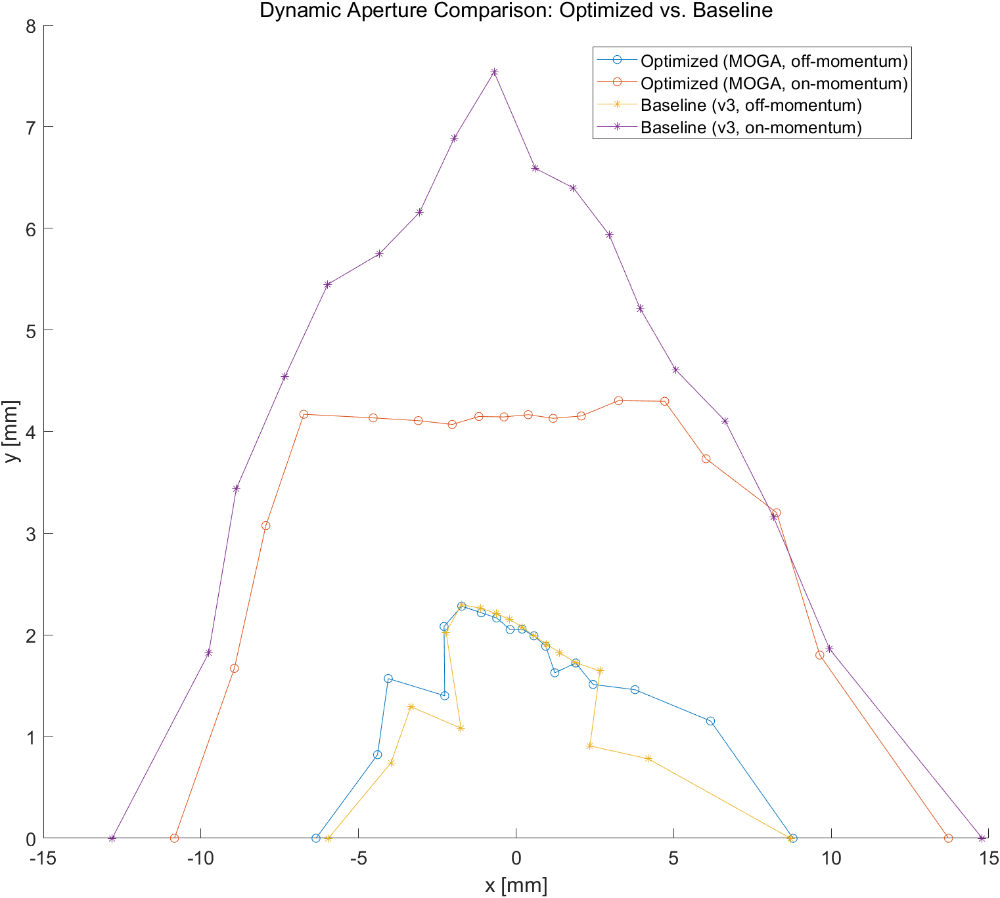 Dynamic Aperture Comparison: Optimized vs. Baseline
Optimized (MOGA, off-momentum)
Optimized (MOGA, on-momentum)
Baseline (v3, off-momentum)
Baseline (v3, on-momentum)
8
7
6
5
4
3
2
1
0
y [mm]
-15 -10 -5 0 5 10 15
x [mm]